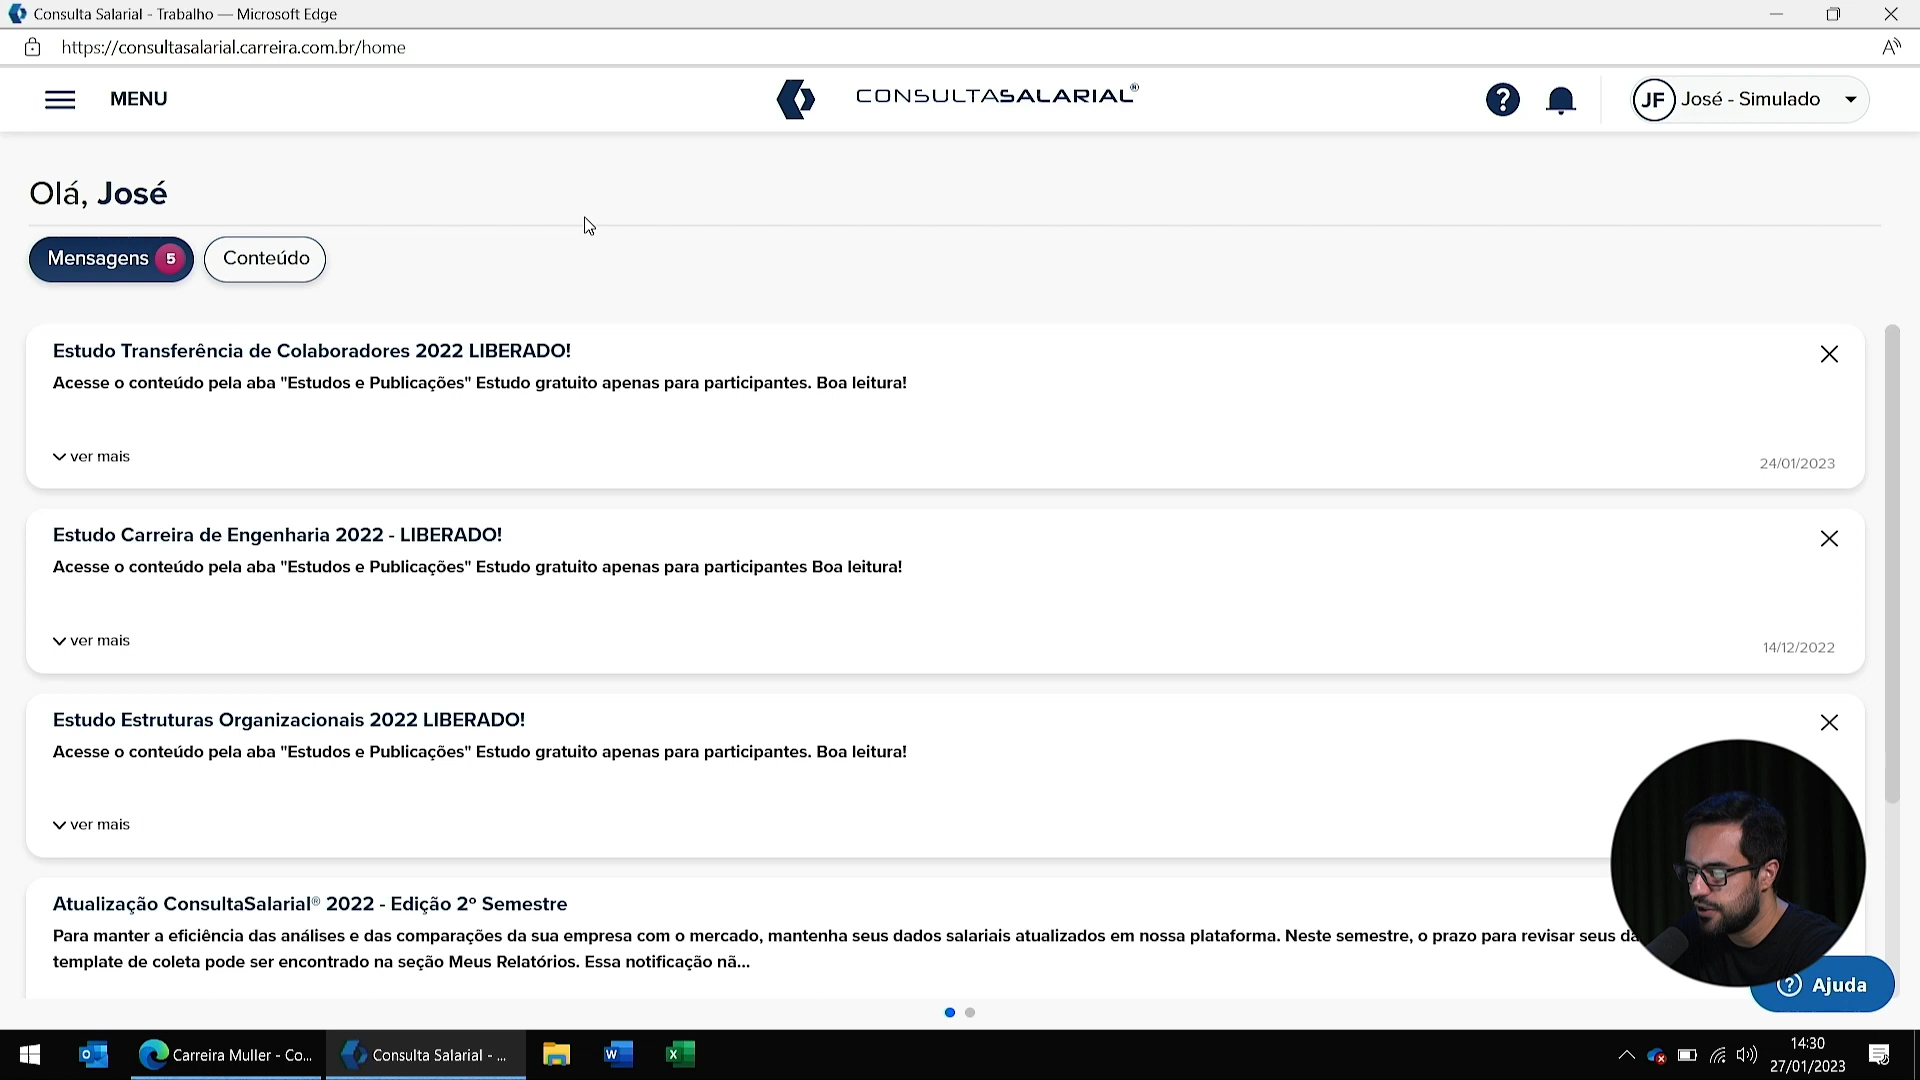 Consulta Salarial - Trabalho — Microsoft Edge
https://consultasalarial.carreira.com.br/home
MENU
CONSULTASALARIAL®
JF José - Simulado
Olá, José
Mensagens 5
Conteúdo
Estudo Transferência de Colaboradores 2022 LIBERADO!
Acesse o conteúdo pela aba "Estudos e Publicações" Estudo gratuito apenas para participantes. Boa leitura!
ver mais
24/01/2023
Estudo Carreira de Engenharia 2022 - LIBERADO!
Acesse o conteúdo pela aba "Estudos e Publicações" Estudo gratuito apenas para participantes Boa leitura!
ver mais
14/12/2022
Estudo Estruturas Organizacionais 2022 LIBERADO!
Acesse o conteúdo pela aba "Estudos e Publicações" Estudo gratuito apenas para participantes. Boa leitura!
ver mais
Atualização ConsultaSalarial® 2022 - Edição 2º Semestre
Para manter a eficiência das análises e das comparações da sua empresa com o mercado, mantenha seus dados salariais atualizados em nossa plataforma. Neste semestre, o prazo para revisar seus
template de coleta pode ser encontrado na seção Meus Relatórios. Essa notificação nã...
Ajuda
Carreira Muller - Co...
Consulta Salarial - ...
14:30
27/01/2023